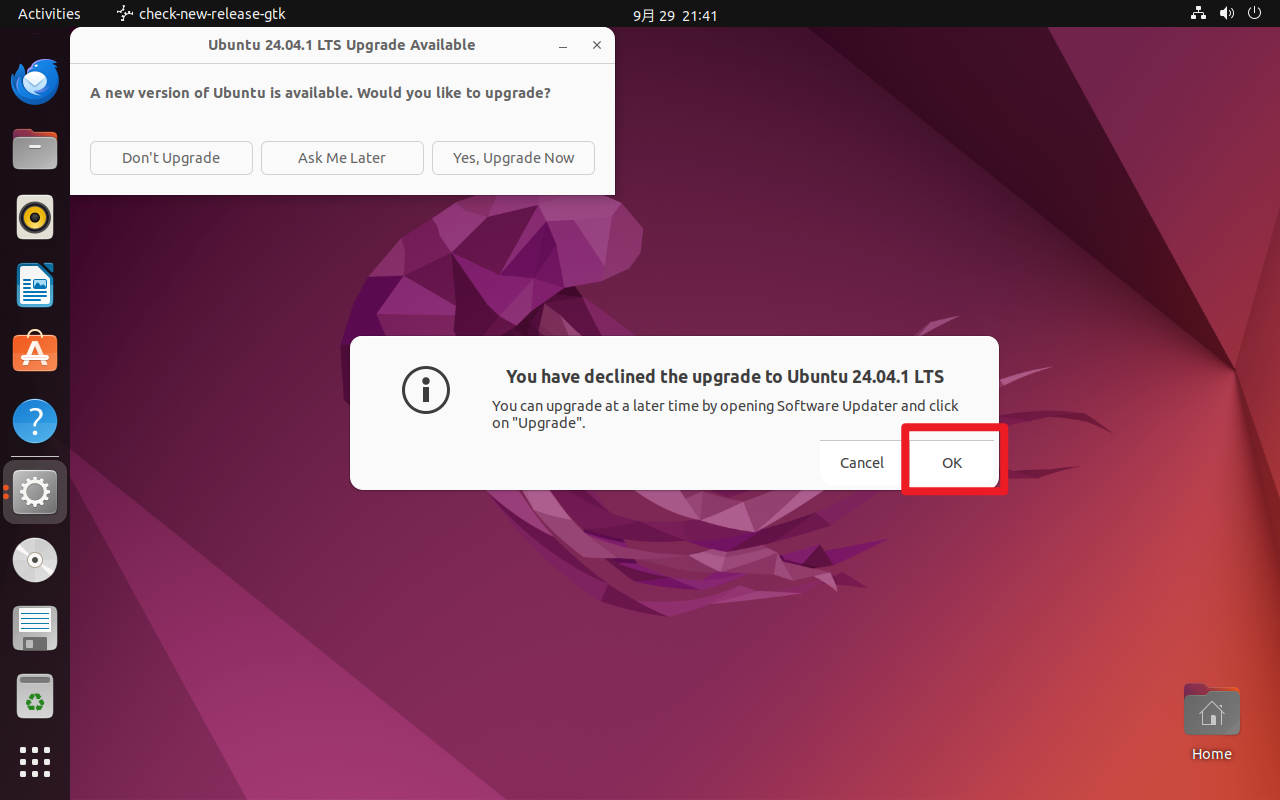 Activities
check-new-release-gtk
9月 29 21:41
Ubuntu 24.04.1 LTS Upgrade Available
A new version of Ubuntu is available. Would you like to upgrade?
Don't Upgrade
Ask Me Later
Yes, Upgrade Now
You have declined the upgrade to Ubuntu 24.04.1 LTS
You can upgrade at a later time by opening Software Updater and click
on "Upgrade".
Cancel
OK
Home